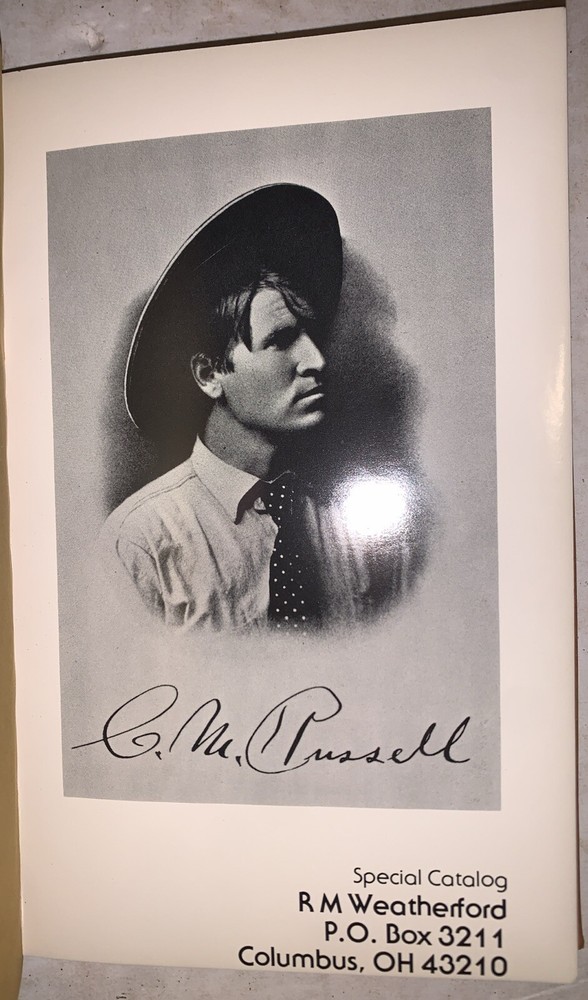 C. M. Russell
Special Catalog
R M Weatherford
P.O. Box 3211
Columbus, OH 43210